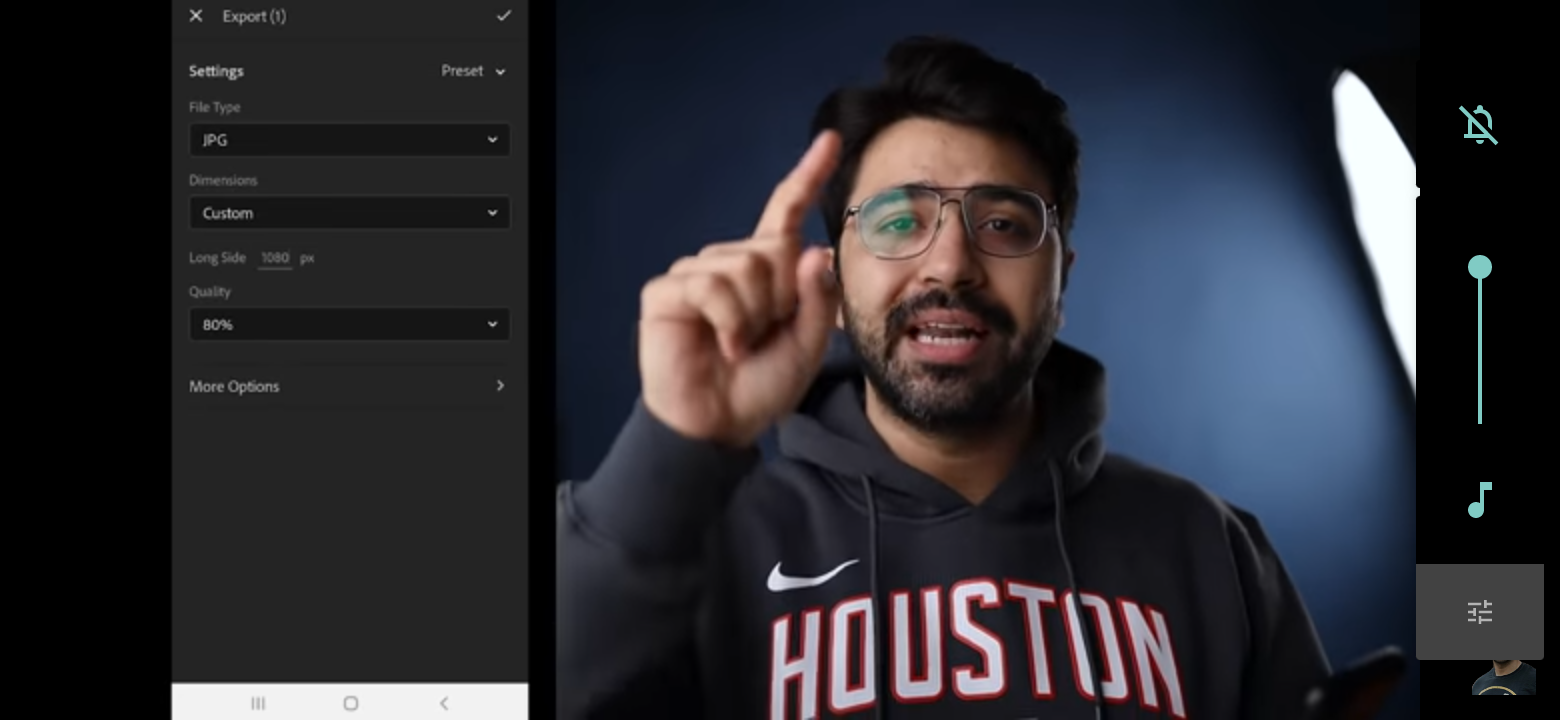 Export (1)
Settings
Preset
File Type
JPG
Dimensions
Custom
Long Side 1080 px
Quality
80%
More Options
HOUSTON